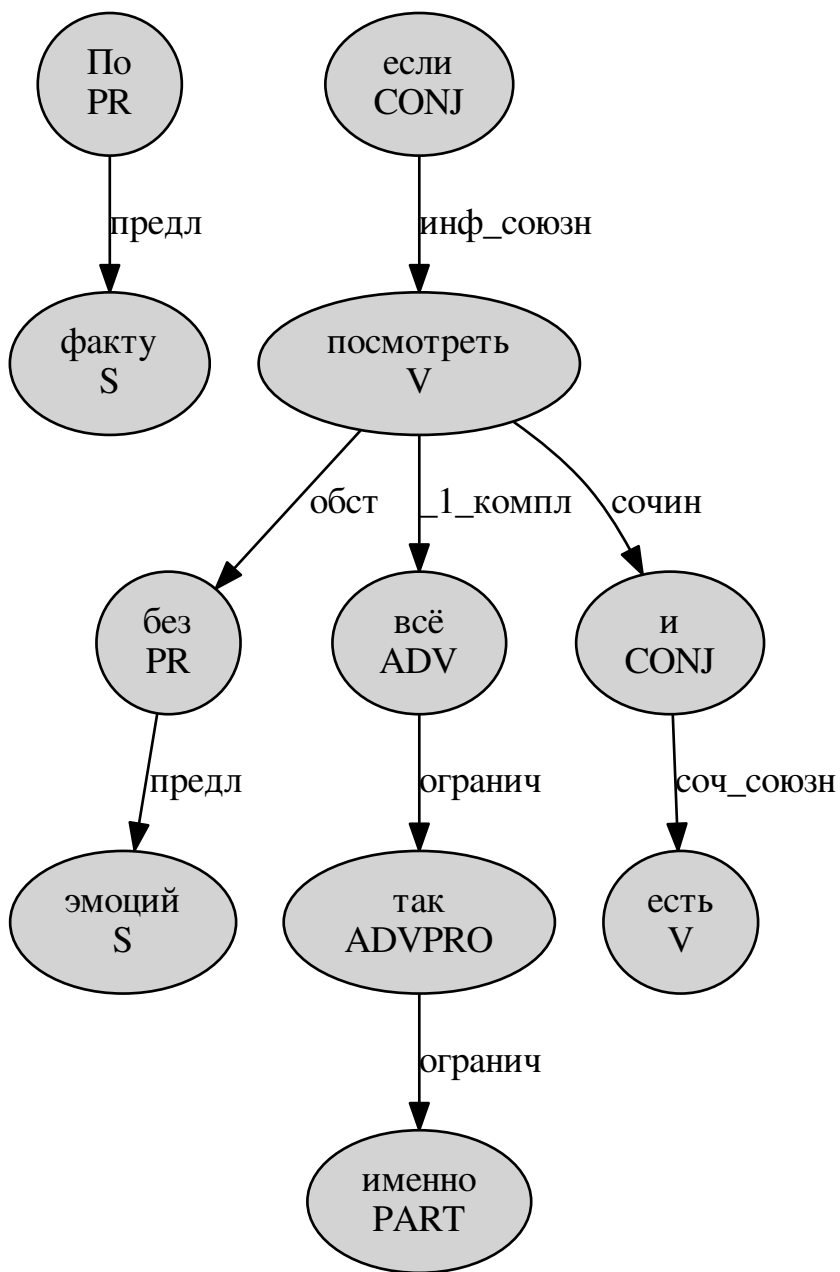 По
PR
если
CONJ
предл
инф_союзн
факту
S
посмотреть
V
обст
_1_компл
сочин
без
PR
всё
ADV
и
CONJ
предл
огранич
соч_союзн
эмоций
S
так
ADVPRO
есть
V
огранич
именно
PART